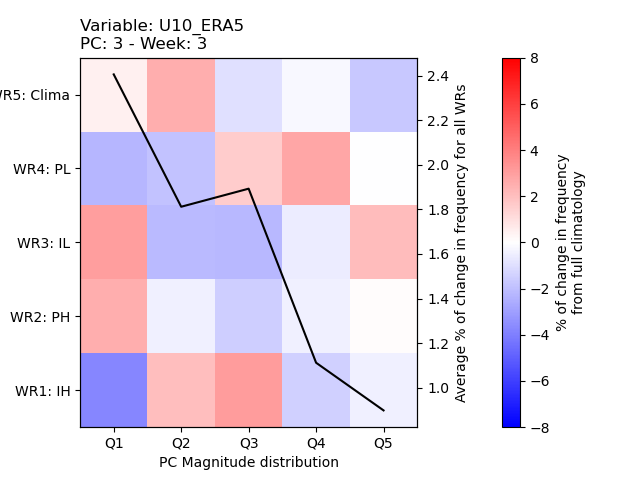 Variable: U10_ERA5
PC: 3 - Week: 3
WR5: Clima
WR4: PL
WR3: IL
WR2: PH
WR1: IH
Q1 Q2 Q3 Q4 Q5
PC Magnitude distribution
2.4
2.2
2.0
1.8
1.6
1.4
1.2
1.0
Average % of change in frequency for all WRs
8
6
4
2
0
−2
−4
−6
−8
% of change in frequency
from full climatology